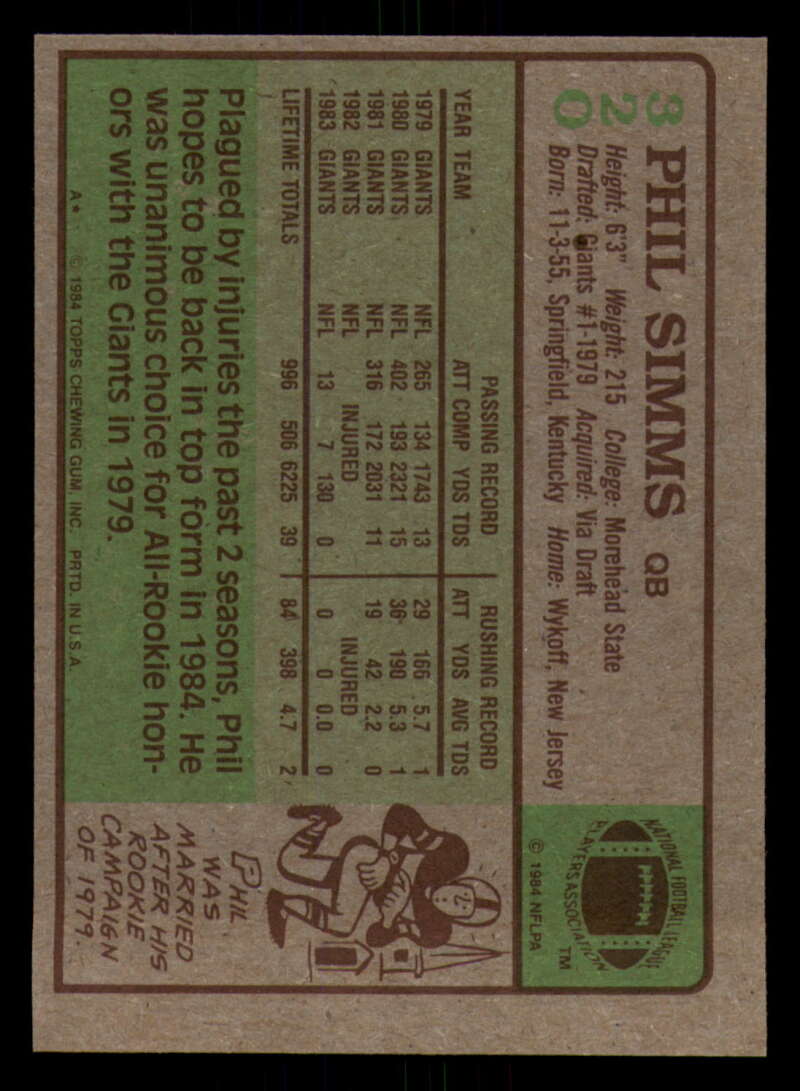 320
PHIL SIMMS QB
Height: 6'3" Weight: 215 College: Morehead State
Drafted: Giants #1-1979 Acquired: Via Draft
Born: 11-3-55, Springfield, Kentucky Home: Wykoff, New Jersey
NATIONAL FOOTBALL LEAGUE
PLAYERS ASSOCIATION
TM
© 1984 NFLPA
PASSING RECORD RUSHING RECORD
YEAR TEAM ATT COMP YDS TDS ATT YDS AVG TDS
1979 GIANTS NFL 265 134 1743 13 29 166 5.7 1
1980 GIANTS NFL 402 193 2321 15 36 190 5.3 1
1981 GIANTS NFL 316 172 2031 11 19 42 2.2 0
1982 GIANTS NFL INJURED INJURED
1983 GIANTS NFL 13 7 130 0 0 0 0.0 0
LIFETIME TOTALS 996 506 6225 39 84 398 4.7 2
Plagued by injuries the past 2 seasons, Phil
hopes to be back in top form in 1984. He
was unanimous choice for All-Rookie hon-
ors with the Giants in 1979.
A* © 1984 TOPPS CHEWING GUM, INC. PRTD. IN U.S.A.
PHIL
WAS
MARRIED
AFTER HIS
ROOKIE
CAMPAIGN
OF 1979.